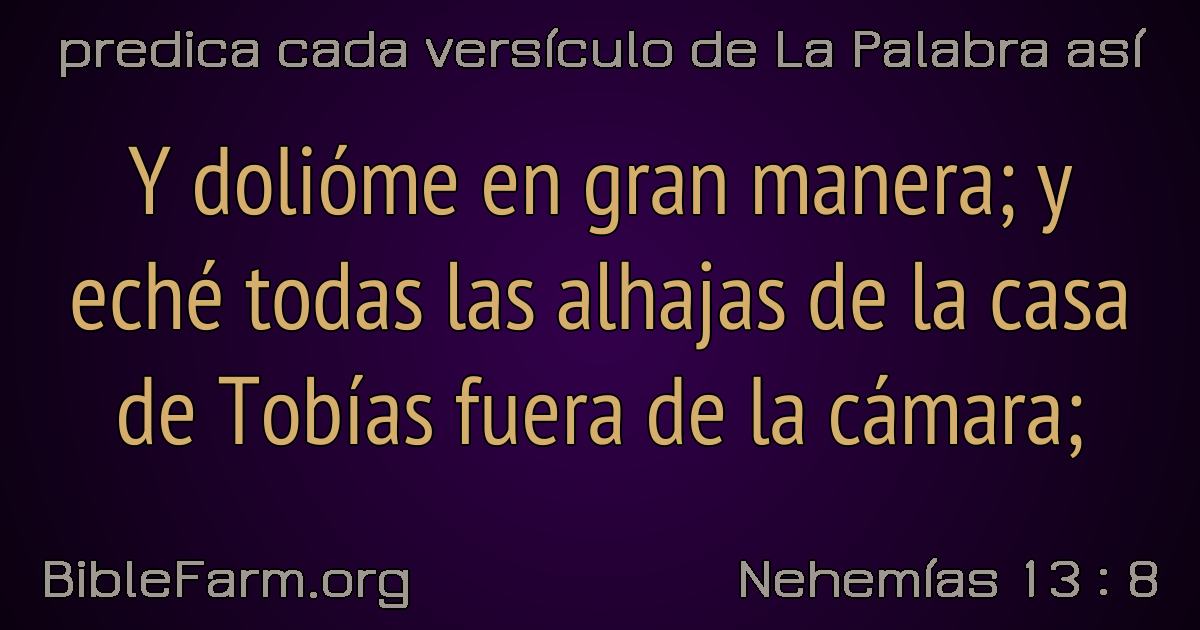 predica cada versículo de La Palabra así
Y dolióme en gran manera; y
eché todas las alhajas de la casa
de Tobías fuera de la cámara;
BibleFarm.org
Nehemías 13 : 8